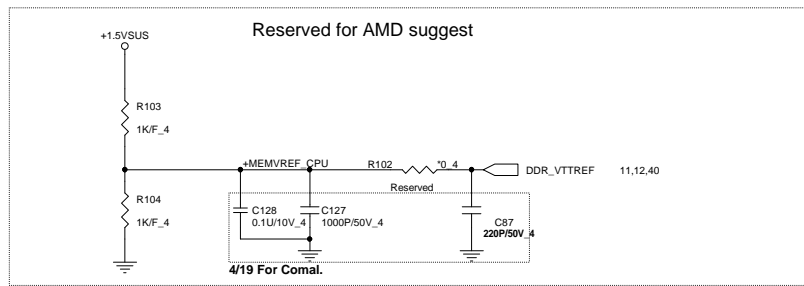 Reserved for AMD suggest
+1.5VSUS
R103
1K/F_4
+MEMVREF_CPU
R102
*0_4
DDR_VTTREF
11,12,40
Reserved
R104
1K/F_4
C128
0.1U/10V_4
C127
1000P/50V_4
C87
220P/50V_4
4/19 For Comal.